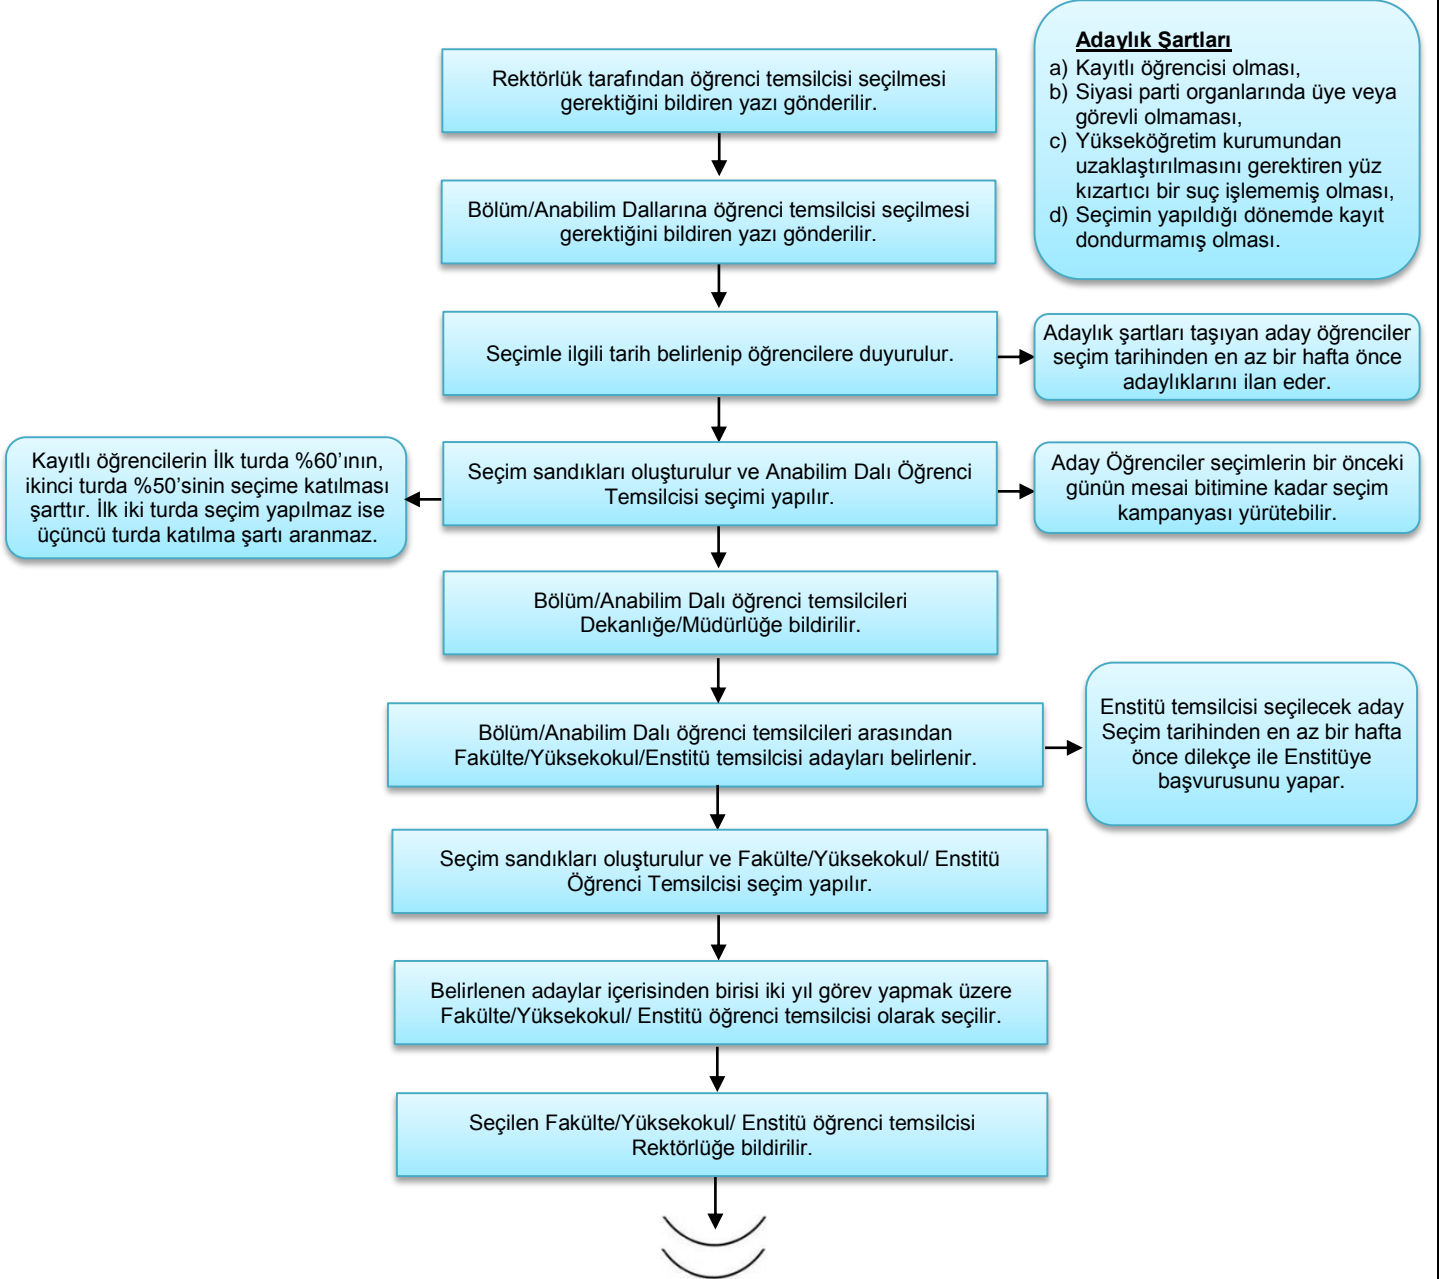 Adaylık Şartları
a) Kayıtlı öğrencisi olması,
b) Siyasi parti organlarında üye veya
görevli olmaması,
c) Yükseköğretim kurumundan
uzaklaştırılmasını gerektiren yüz
kızartıcı bir suç işlememiş olması,
d) Seçimin yapıldığı dönemde kayıt
dondurmamış olması.
Rektörlük tarafından öğrenci temsilcisi seçilmesi
gerektiğini bildiren yazı gönderilir.
Bölüm/Anabilim Dallarına öğrenci temsilcisi seçilmesi
gerektiğini bildiren yazı gönderilir.
Seçimle ilgili tarih belirlenip öğrencilere duyurulur.
Adaylık şartları taşıyan aday öğrenciler
seçim tarihinden en az bir hafta önce
adaylıklarını ilan eder.
Kayıtlı öğrencilerin İlk turda %60’ının,
ikinci turda %50’sinin seçime katılması
şarttır. İlk iki turda seçim yapılmaz ise
üçüncü turda katılma şartı aranmaz.
Seçim sandıkları oluşturulur ve Anabilim Dalı Öğrenci
Temsilcisi seçimi yapılır.
Aday Öğrenciler seçimlerin bir önceki
günün mesai bitimine kadar seçim
kampanyası yürütebilir.
Bölüm/Anabilim Dalı öğrenci temsilcileri
Dekanlığe/Müdürlüğe bildirilir.
Bölüm/Anabilim Dalı öğrenci temsilcileri arasından
Fakülte/Yüksekokul/Enstitü temsilcisi adayları belirlenir.
Enstitü temsilcisi seçilecek aday
Seçim tarihinden en az bir hafta
önce dilekçe ile Enstitüye
başvurusunu yapar.
Seçim sandıkları oluşturulur ve Fakülte/Yüksekokul/ Enstitü
Öğrenci Temsilcisi seçim yapılır.
Belirlenen adaylar içerisinden birisi iki yıl görev yapmak üzere
Fakülte/Yüksekokul/ Enstitü öğrenci temsilcisi olarak seçilir.
Seçilen Fakülte/Yüksekokul/ Enstitü öğrenci temsilcisi
Rektörlüğe bildirilir.